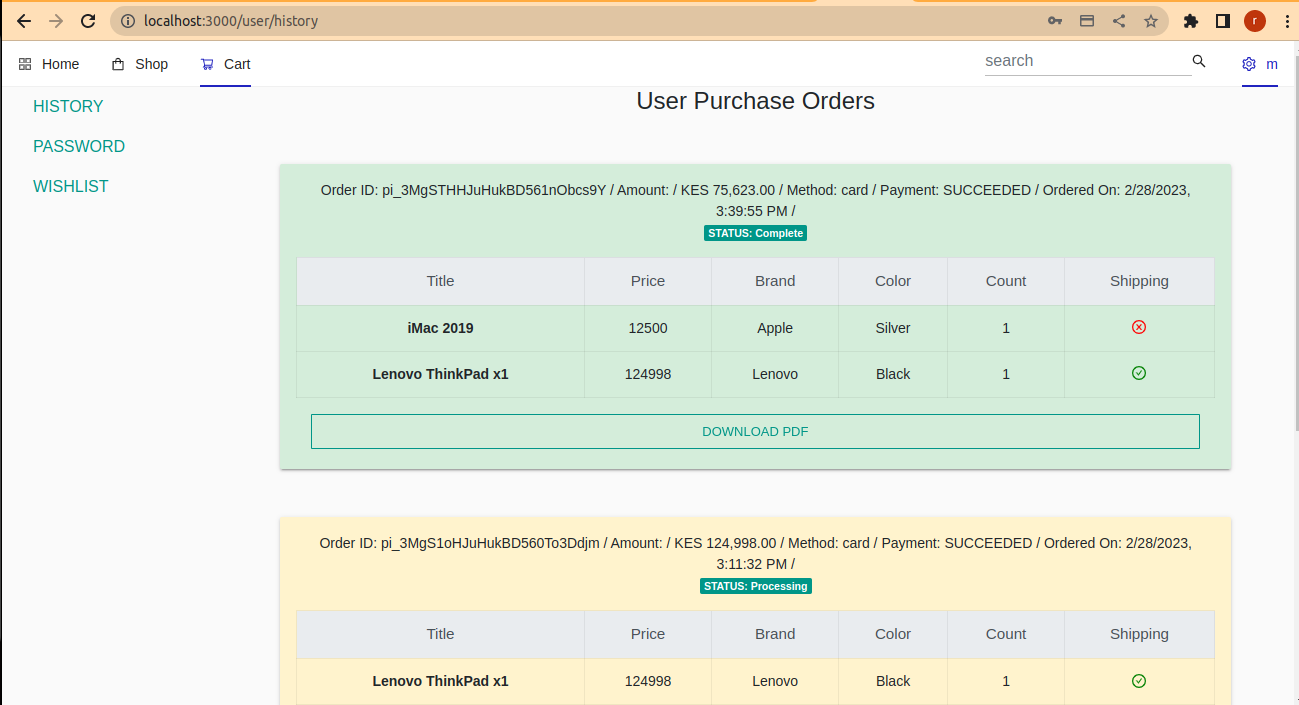 localhost:3000/user/history
r
Home Shop Cart search m
HISTORY
PASSWORD
WISHLIST
User Purchase Orders
Order ID: pi_3MgSTHHJuHukBD561nObcs9Y / Amount: / KES 75,623.00 / Method: card / Payment: SUCCEEDED / Ordered On: 2/28/2023,
3:39:55 PM /
STATUS: Complete
Title Price Brand Color Count Shipping
iMac 2019 12500 Apple Silver 1
Lenovo ThinkPad x1 124998 Lenovo Black 1
DOWNLOAD PDF
Order ID: pi_3MgS1oHJuHukBD560To3Ddjm / Amount: / KES 124,998.00 / Method: card / Payment: SUCCEEDED / Ordered On: 2/28/2023,
3:11:32 PM /
STATUS: Processing
Title Price Brand Color Count Shipping
Lenovo ThinkPad x1 124998 Lenovo Black 1